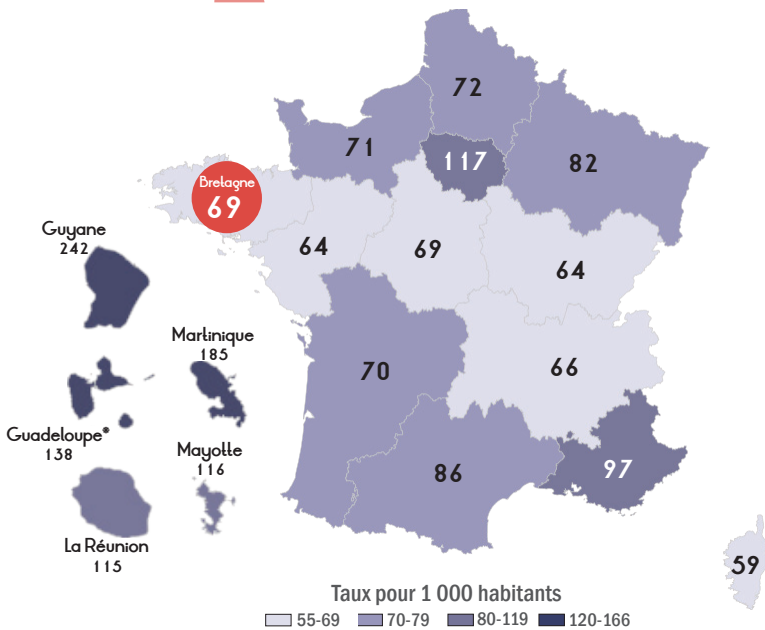 72
71
117
82
Bretagne
69
Guyane
242
64
69
64
Martinique
185
70
66
Guadeloupe*
138
Mayotte
116
86
97
La Réunion
115
59
Taux pour 1 000 habitants
55-69 70-79 80-119 120-166